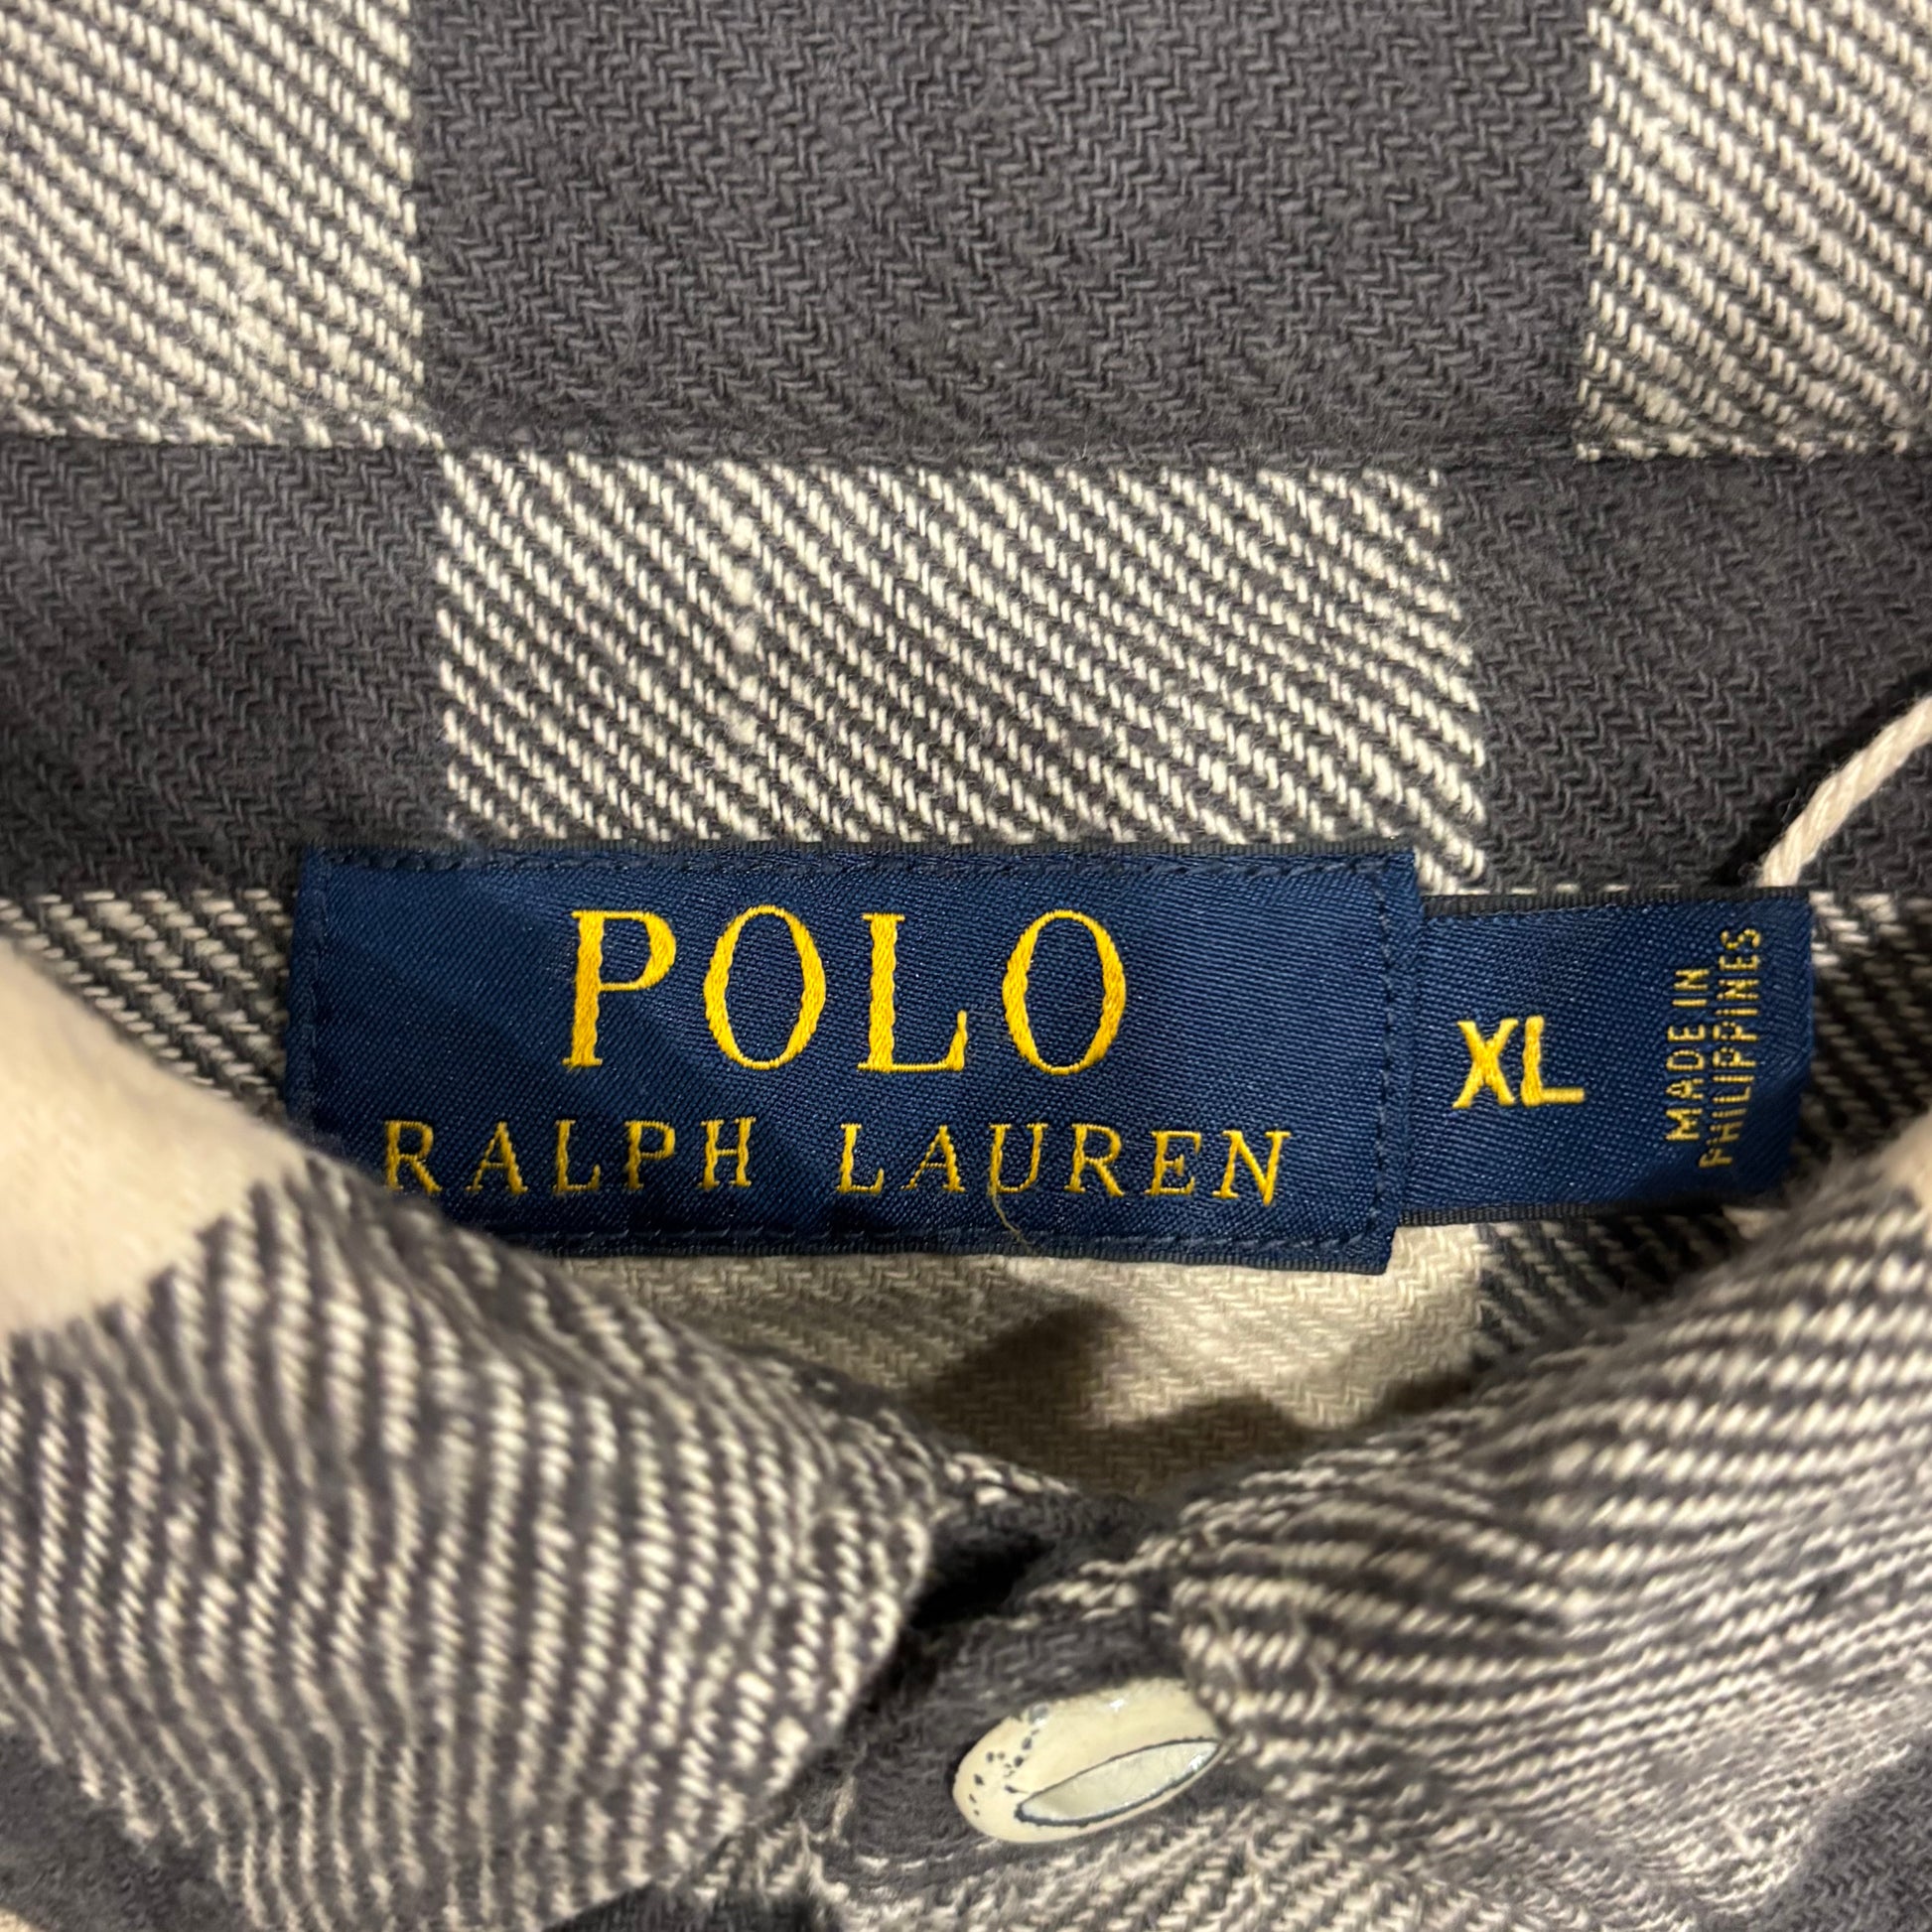 POLO
RALPH LAUREN
XL
MADE IN
PHILIPPINES